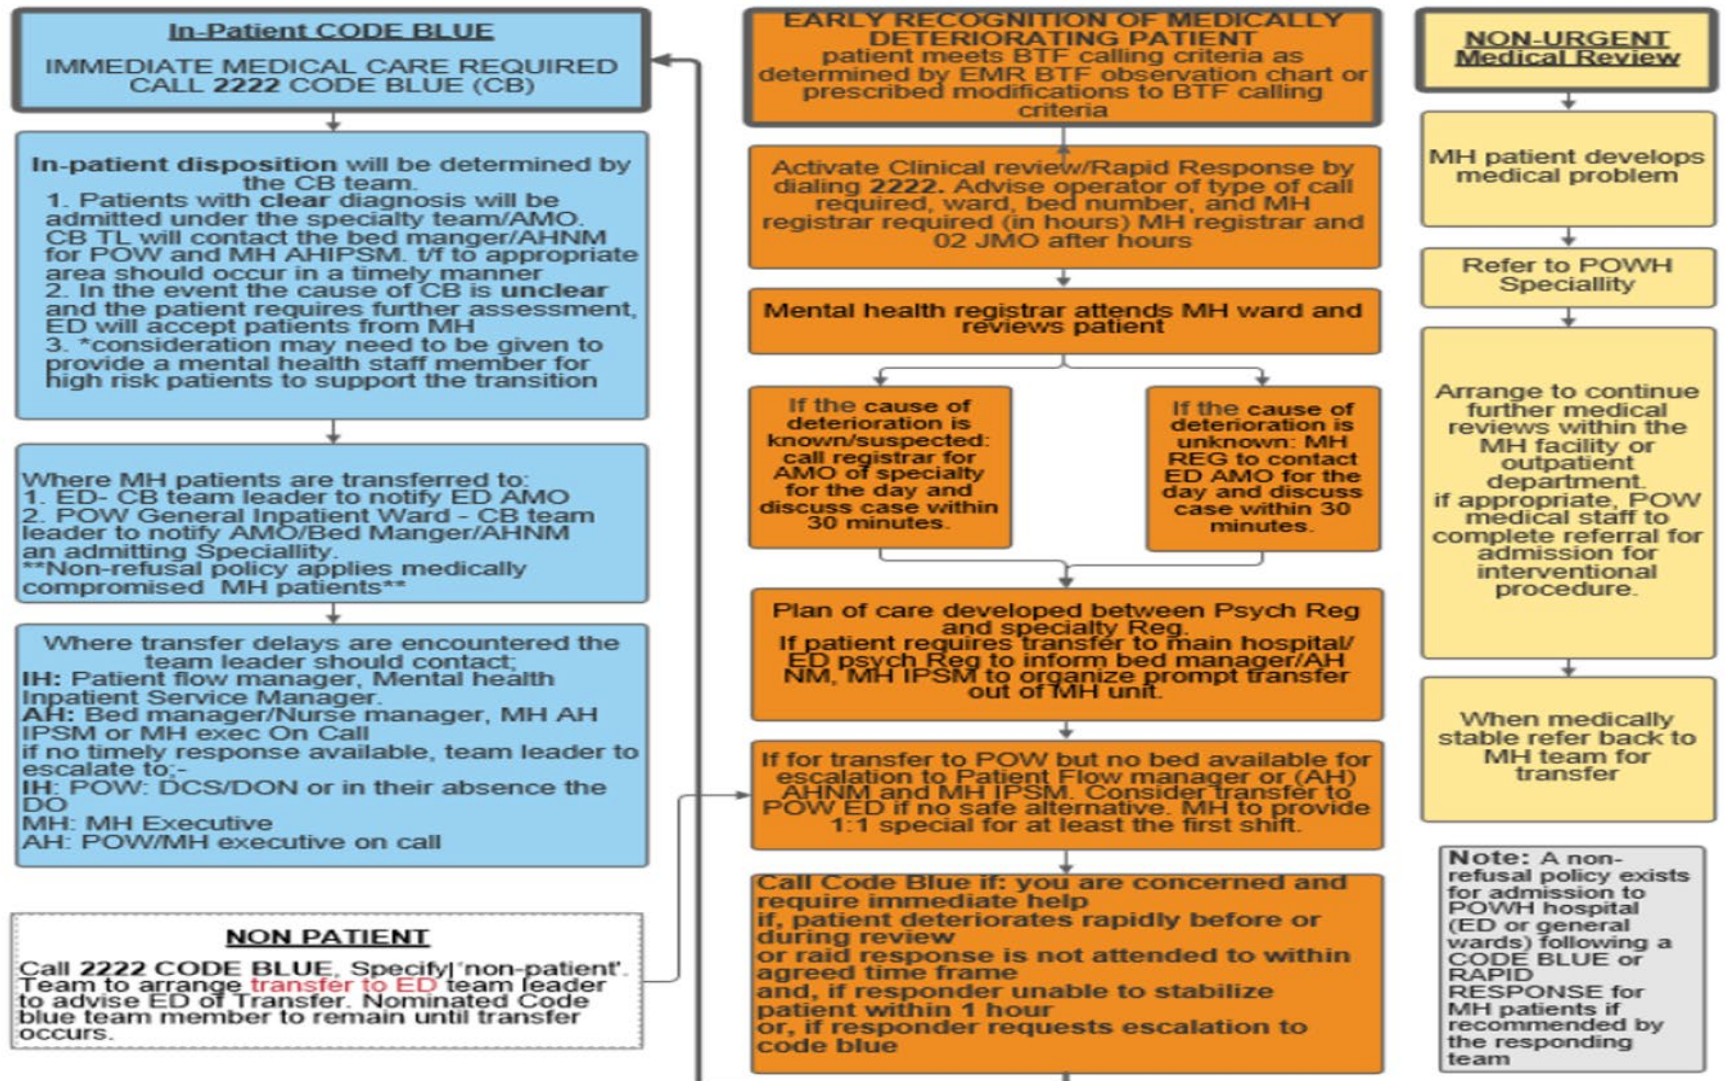 In-Patient CODE BLUE
IMMEDIATE MEDICAL CARE REQUIRED
CALL 2222 CODE BLUE (CB)
In-patient disposition will be determined by
the CB team.
1. Patients with clear diagnosis will be
admitted under the specialty team/AMO.
CB TL will contact the bed manger/AHNM
for POW and MH AHIPSM. t/f to appropriate
area should occur in a timely manner
2. In the event the cause of CB is unclear
and the patient requires further assessment,
ED will accept patients from MH
3. *consideration may need to be given to
provide a mental health staff member for
high risk patients to support the transition
Where MH patients are transferred to:
1. ED- CB team leader to notify ED AMO
2. POW General Inpatient Ward - CB team
leader to notify AMO/Bed Manger/AHNM
an admitting Speciallity.
**Non-refusal policy applies medically
compromised MH patients**
Where transfer delays are encountered the
team leader should contact;
IH: Patient flow manager, Mental health
Inpatient Service Manager.
AH: Bed manager/Nurse manager, MH AH
IPSM or MH exec On Call
if no timely response available, team leader to
escalate to;-
IH: POW: DCS/DON or in their absence the
DO
MH: MH Executive
AH: POW/MH executive on call
NON PATIENT
Call 2222 CODE BLUE, Specify 'non-patient'.
Team to arrange transfer to ED team leader
to advise ED of Transfer. Nominated Code
blue team member to remain until transfer
occurs.
EARLY RECOGNITION OF MEDICALLY
DETERIORATING PATIENT
patient meets BTF calling criteria as
determined by EMR BTF observation chart or
prescribed modifications to BTF calling
criteria
Activate Clinical review/Rapid Response by
dialing 2222. Advise operator of type of call
required, ward, bed number, and MH
registrar required (in hours) MH registrar and
02 JMO after hours
Mental health registrar attends MH ward and
reviews patient
If the cause of
deterioration is
known/suspected:
call registrar for
AMO of specialty
for the day and
discuss case within
30 minutes.
If the cause of
deterioration is
unknown: MH
REG to contact
ED AMO for the
day and discuss
case within 30
minutes.
Plan of care developed between Psych Reg
and specialty Reg.
If patient requires transfer to main hospital/
ED psych Reg to inform bed manager/AH
NM, MH IPSM to organize prompt transfer
out of MH unit.
If for transfer to POW but no bed available for
escalation to Patient Flow manager or (AH)
AHNM and MH IPSM. Consider transfer to
POW ED if no safe alternative. MH to provide
1:1 special for at least the first shift.
Call Code Blue if: you are concerned and
require immediate help
if, patient deteriorates rapidly before or
during review
or raid response is not attended to within
agreed time frame
and, if responder unable to stabilize
patient within 1 hour
or, if responder requests escalation to
code blue
NON-URGENT
Medical Review
MH patient develops
medical problem
Refer to POWH
Speciallity
Arrange to continue
further medical
reviews within the
MH facility or
outpatient
department.
if appropriate, POW
medical staff to
complete referral for
admission for
interventional
procedure.
When medically
stable refer back to
MH team for
transfer
Note: A non-
refusal policy exists
for admission to
POWH hospital
(ED or general
wards) following a
CODE BLUE or
RAPID
RESPONSE for
MH patients if
recommended by
the responding
team